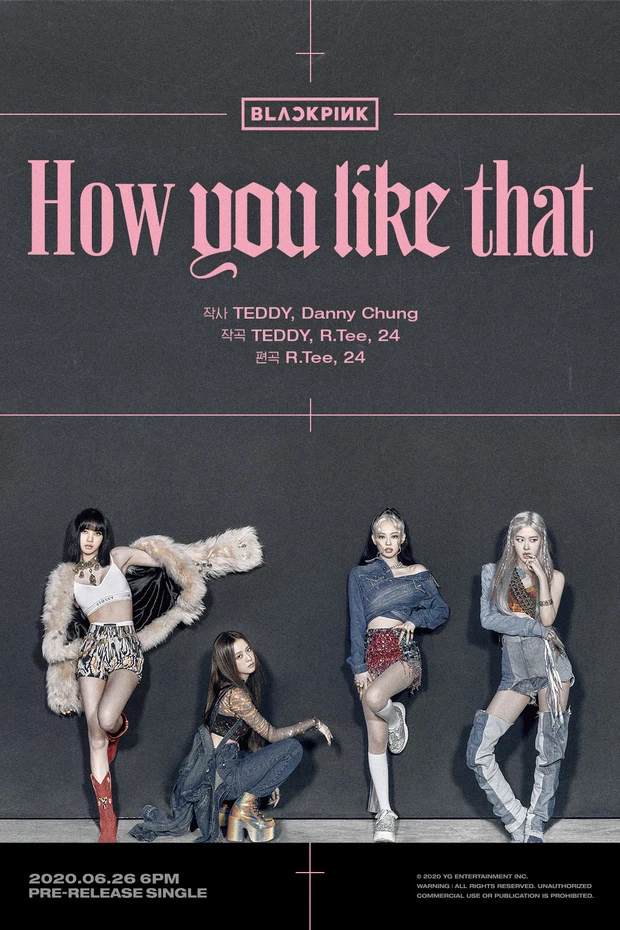 BLACKPINK
How you like that
작사 TEDDY, Danny Chung
작곡 TEDDY, R.Tee, 24
편곡 R.Tee, 24
2020.06.26 6PM
PRE-RELEASE SINGLE
© 2020 YG ENTERTAINMENT INC.
WARNING : ALL RIGHTS RESERVED. UNAUTHORIZED
COMMERCIAL USE OR PUBLICATION IS PROHIBITED.